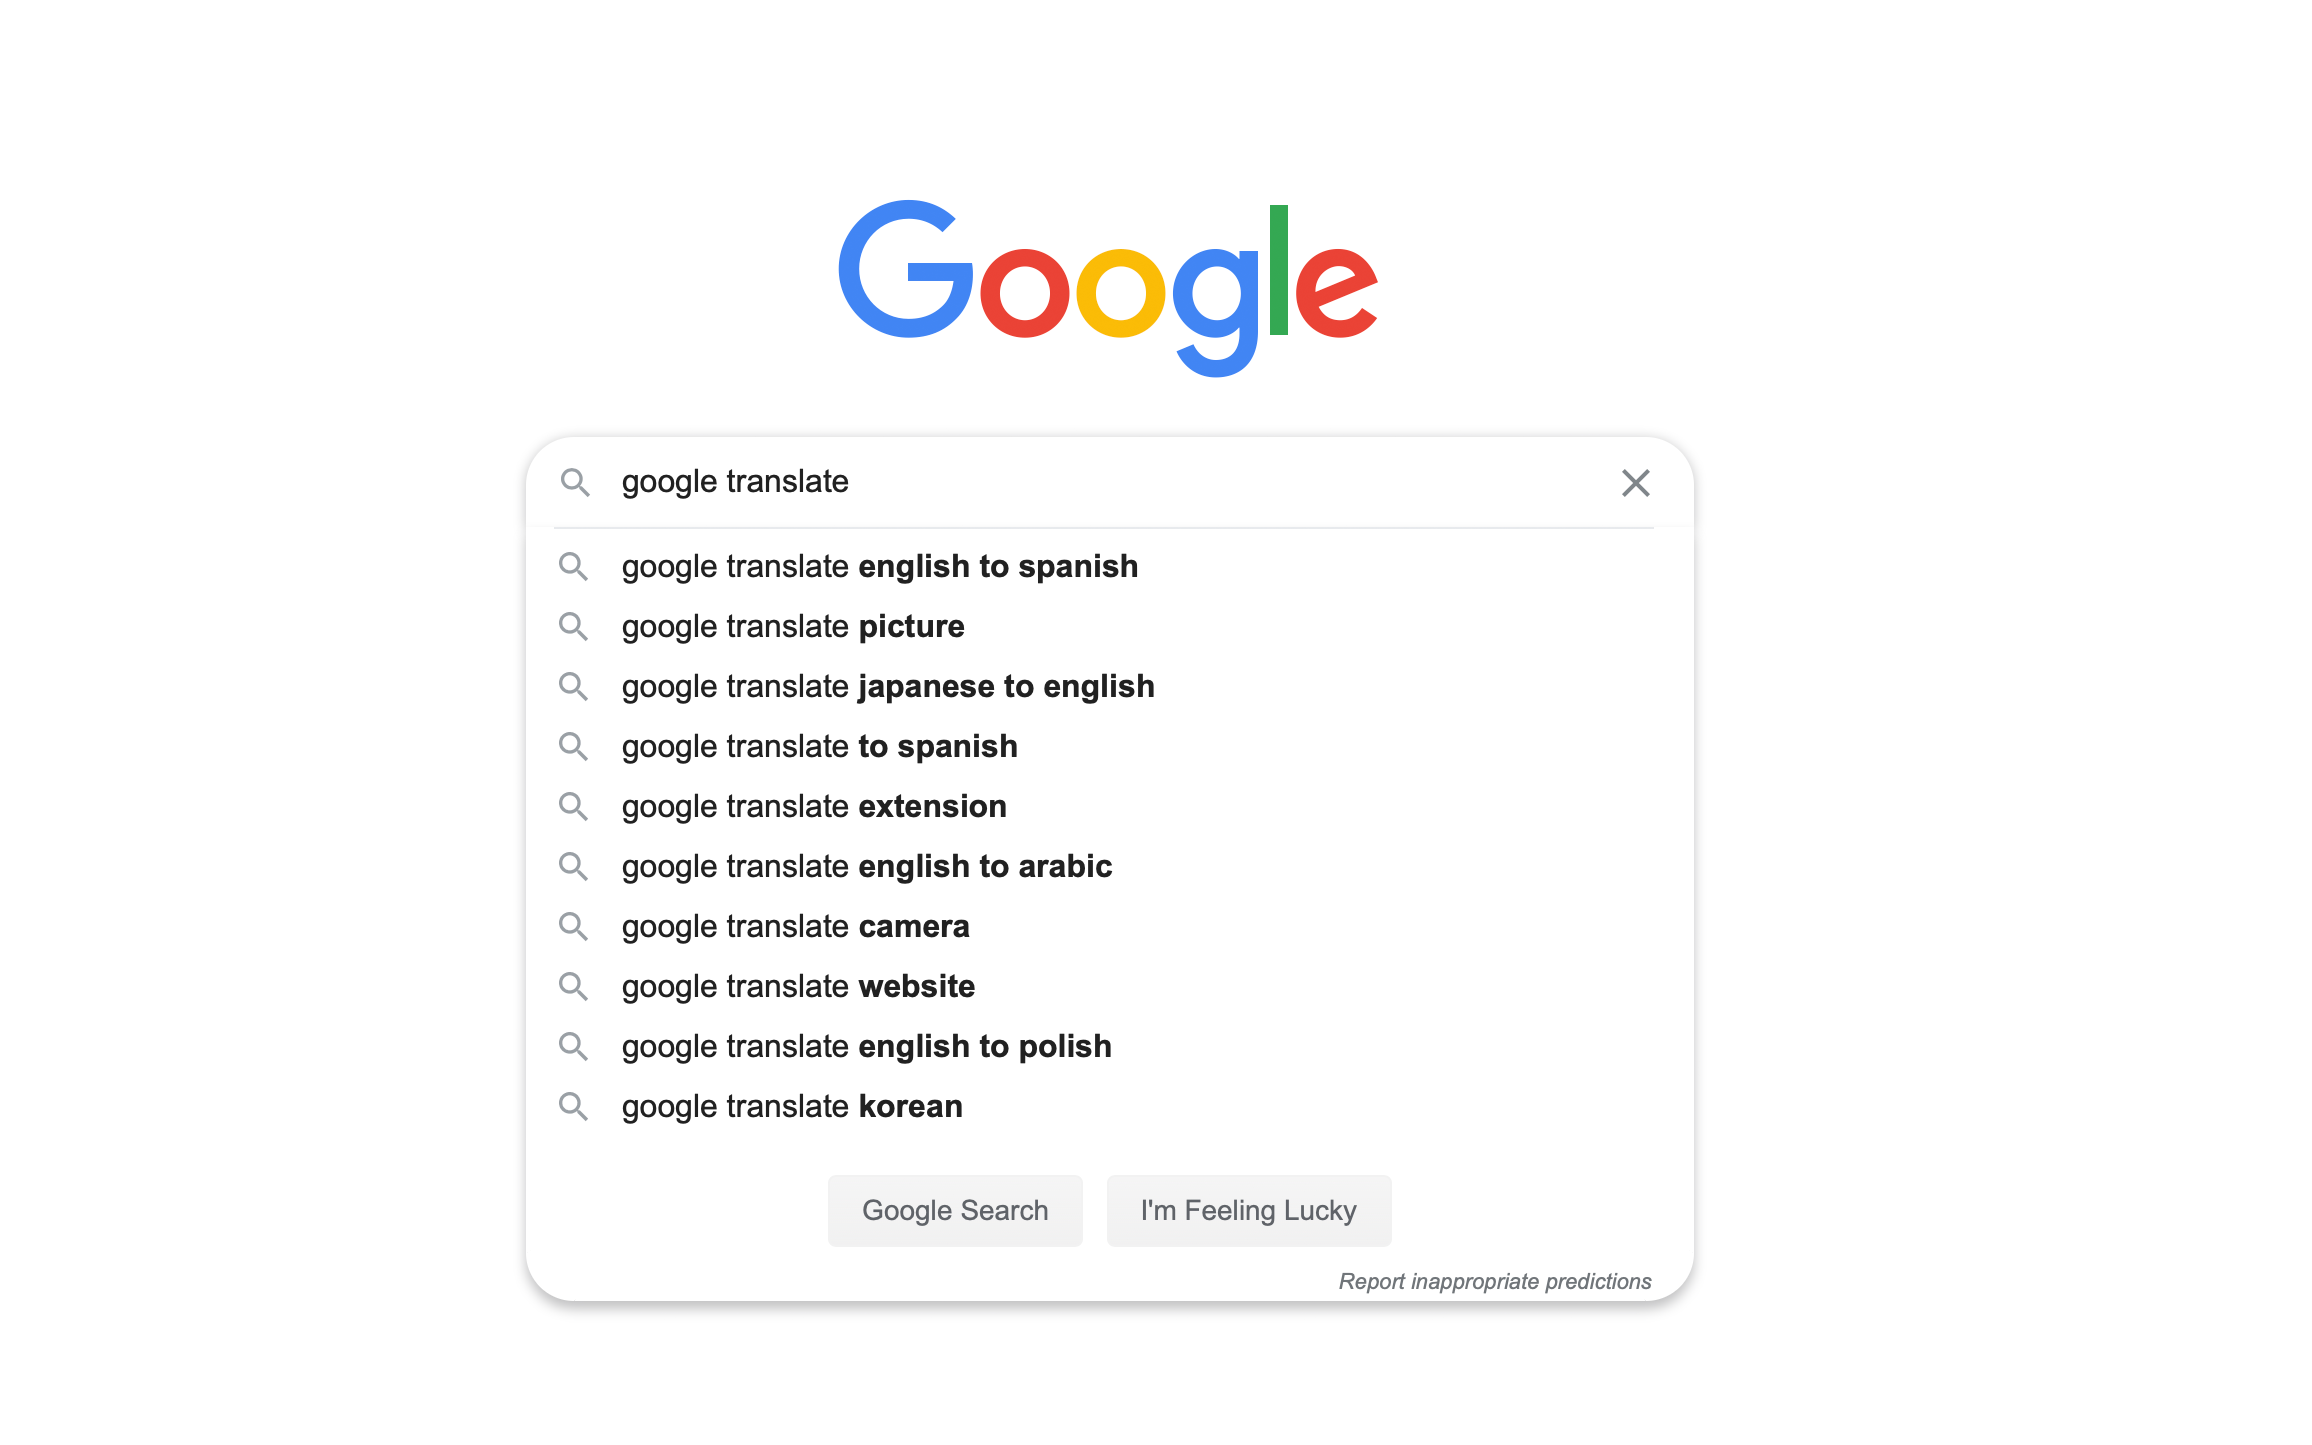 Google
google translate
google translate english to spanish
google translate picture
google translate japanese to english
google translate to spanish
google translate extension
google translate english to arabic
google translate camera
google translate website
google translate english to polish
google translate korean
Google Search I'm Feeling Lucky
Report inappropriate predictions